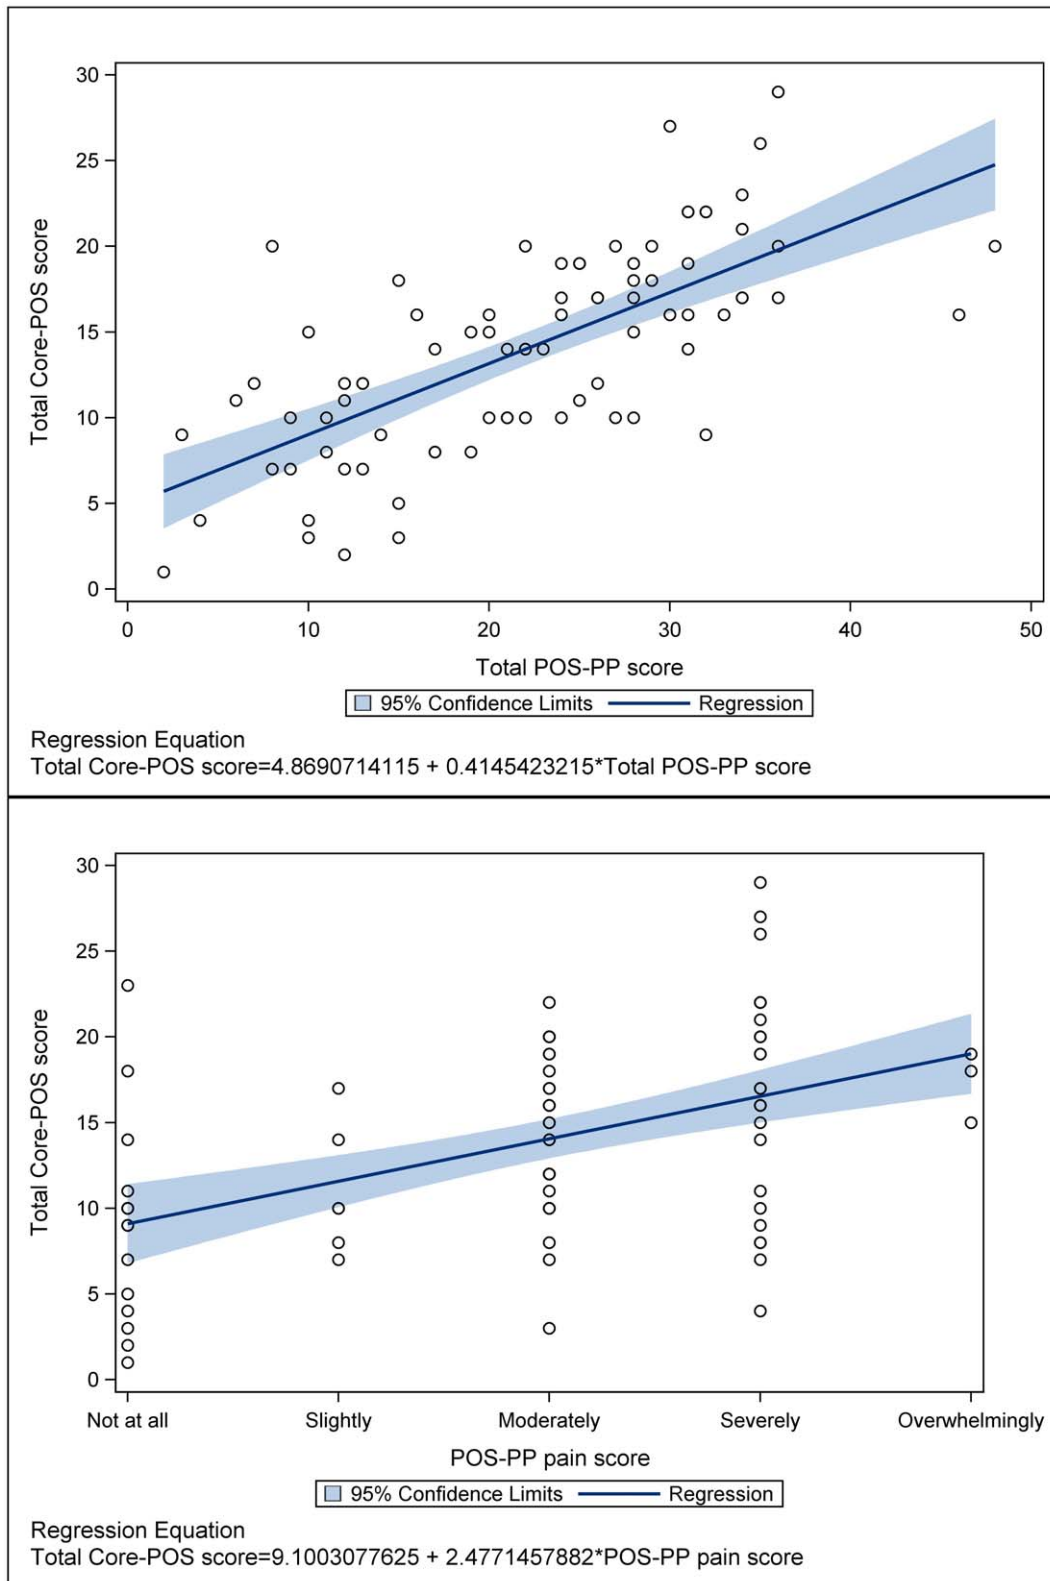 30
25
20
15
10
5
0
Total Core-POS score
0 10 20 30 40 50
Total POS-PP score
95% Confidence Limits Regression
Regression Equation
Total Core-POS score=4.8690714115 + 0.4145423215*Total POS-PP score
30
25
20
15
10
5
0
Total Core-POS score
Not at all Slightly Moderately Severely Overwhelmingly
POS-PP pain score
95% Confidence Limits Regression
Regression Equation
Total Core-POS score=9.1003077625 + 2.4771457882*POS-PP pain score